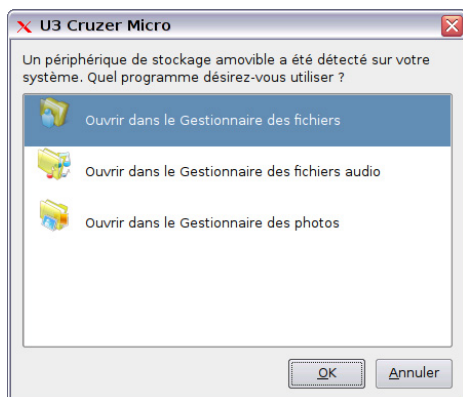 U3 Cruzer Micro
Un périphérique de stockage amovible a été détecté sur votre
système. Quel programme désirez-vous utiliser ?
Ouvrir dans le Gestionnaire des fichiers
Ouvrir dans le Gestionnaire des fichiers audio
Ouvrir dans le Gestionnaire des photos
OK Annuler